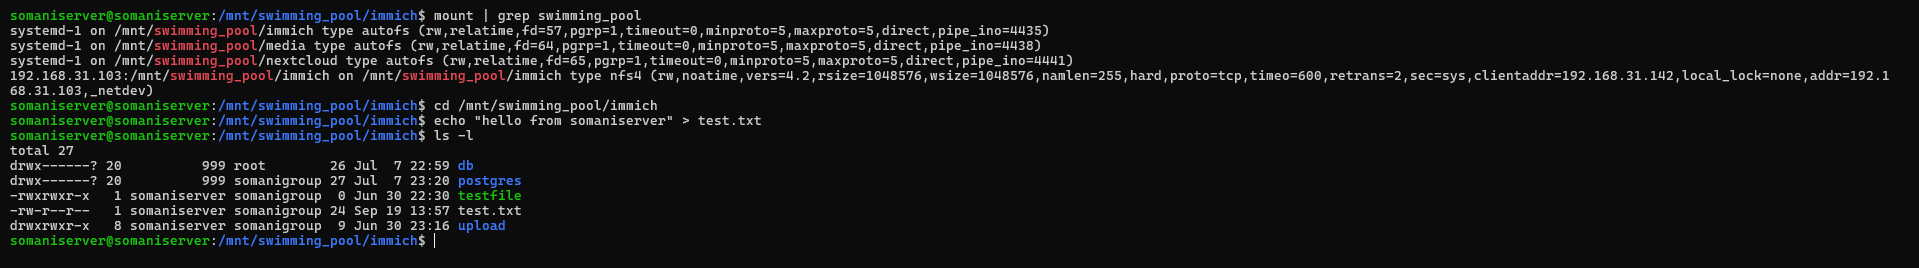 somaniserver@somaniserver:/mnt/swimming_pool/immich$ mount | grep swimming_pool
systemd-1 on /mnt/swimming_pool/immich type autofs (rw,relatime,fd=57,pgrp=1,timeout=0,minproto=5,maxproto=5,direct,pipe_ino=4435)
systemd-1 on /mnt/swimming_pool/media type autofs (rw,relatime,fd=64,pgrp=1,timeout=0,minproto=5,maxproto=5,direct,pipe_ino=4438)
systemd-1 on /mnt/swimming_pool/nextcloud type autofs (rw,relatime,fd=65,pgrp=1,timeout=0,minproto=5,maxproto=5,direct,pipe_ino=4441)
192.168.31.103:/mnt/swimming_pool/immich on /mnt/swimming_pool/immich type nfs4 (rw,noatime,vers=4.2,rsize=1048576,wsize=1048576,namlen=255,hard,proto=tcp,timeo=600,retrans=2,sec=sys,clientaddr=192.168.31.142,local_lock=none,addr=192.1
68.31.103,_netdev)
somaniserver@somaniserver:/mnt/swimming_pool/immich$ cd /mnt/swimming_pool/immich
somaniserver@somaniserver:/mnt/swimming_pool/immich$ echo "hello from somaniserver" > test.txt
somaniserver@somaniserver:/mnt/swimming_pool/immich$ ls -l
total 27
drwx------? 20          999 root        26 Jul  7 22:59 db
drwx------? 20          999 somanigroup 27 Jul  7 23:20 postgres
-rwxrwxr-x   1 somaniserver somanigroup  0 Jun 30 22:30 testfile
-rw-r--r--   1 somaniserver somanigroup 24 Sep 19 13:57 test.txt
drwxrwxr-x   8 somaniserver somanigroup  9 Jun 30 23:16 upload
somaniserver@somaniserver:/mnt/swimming_pool/immich$